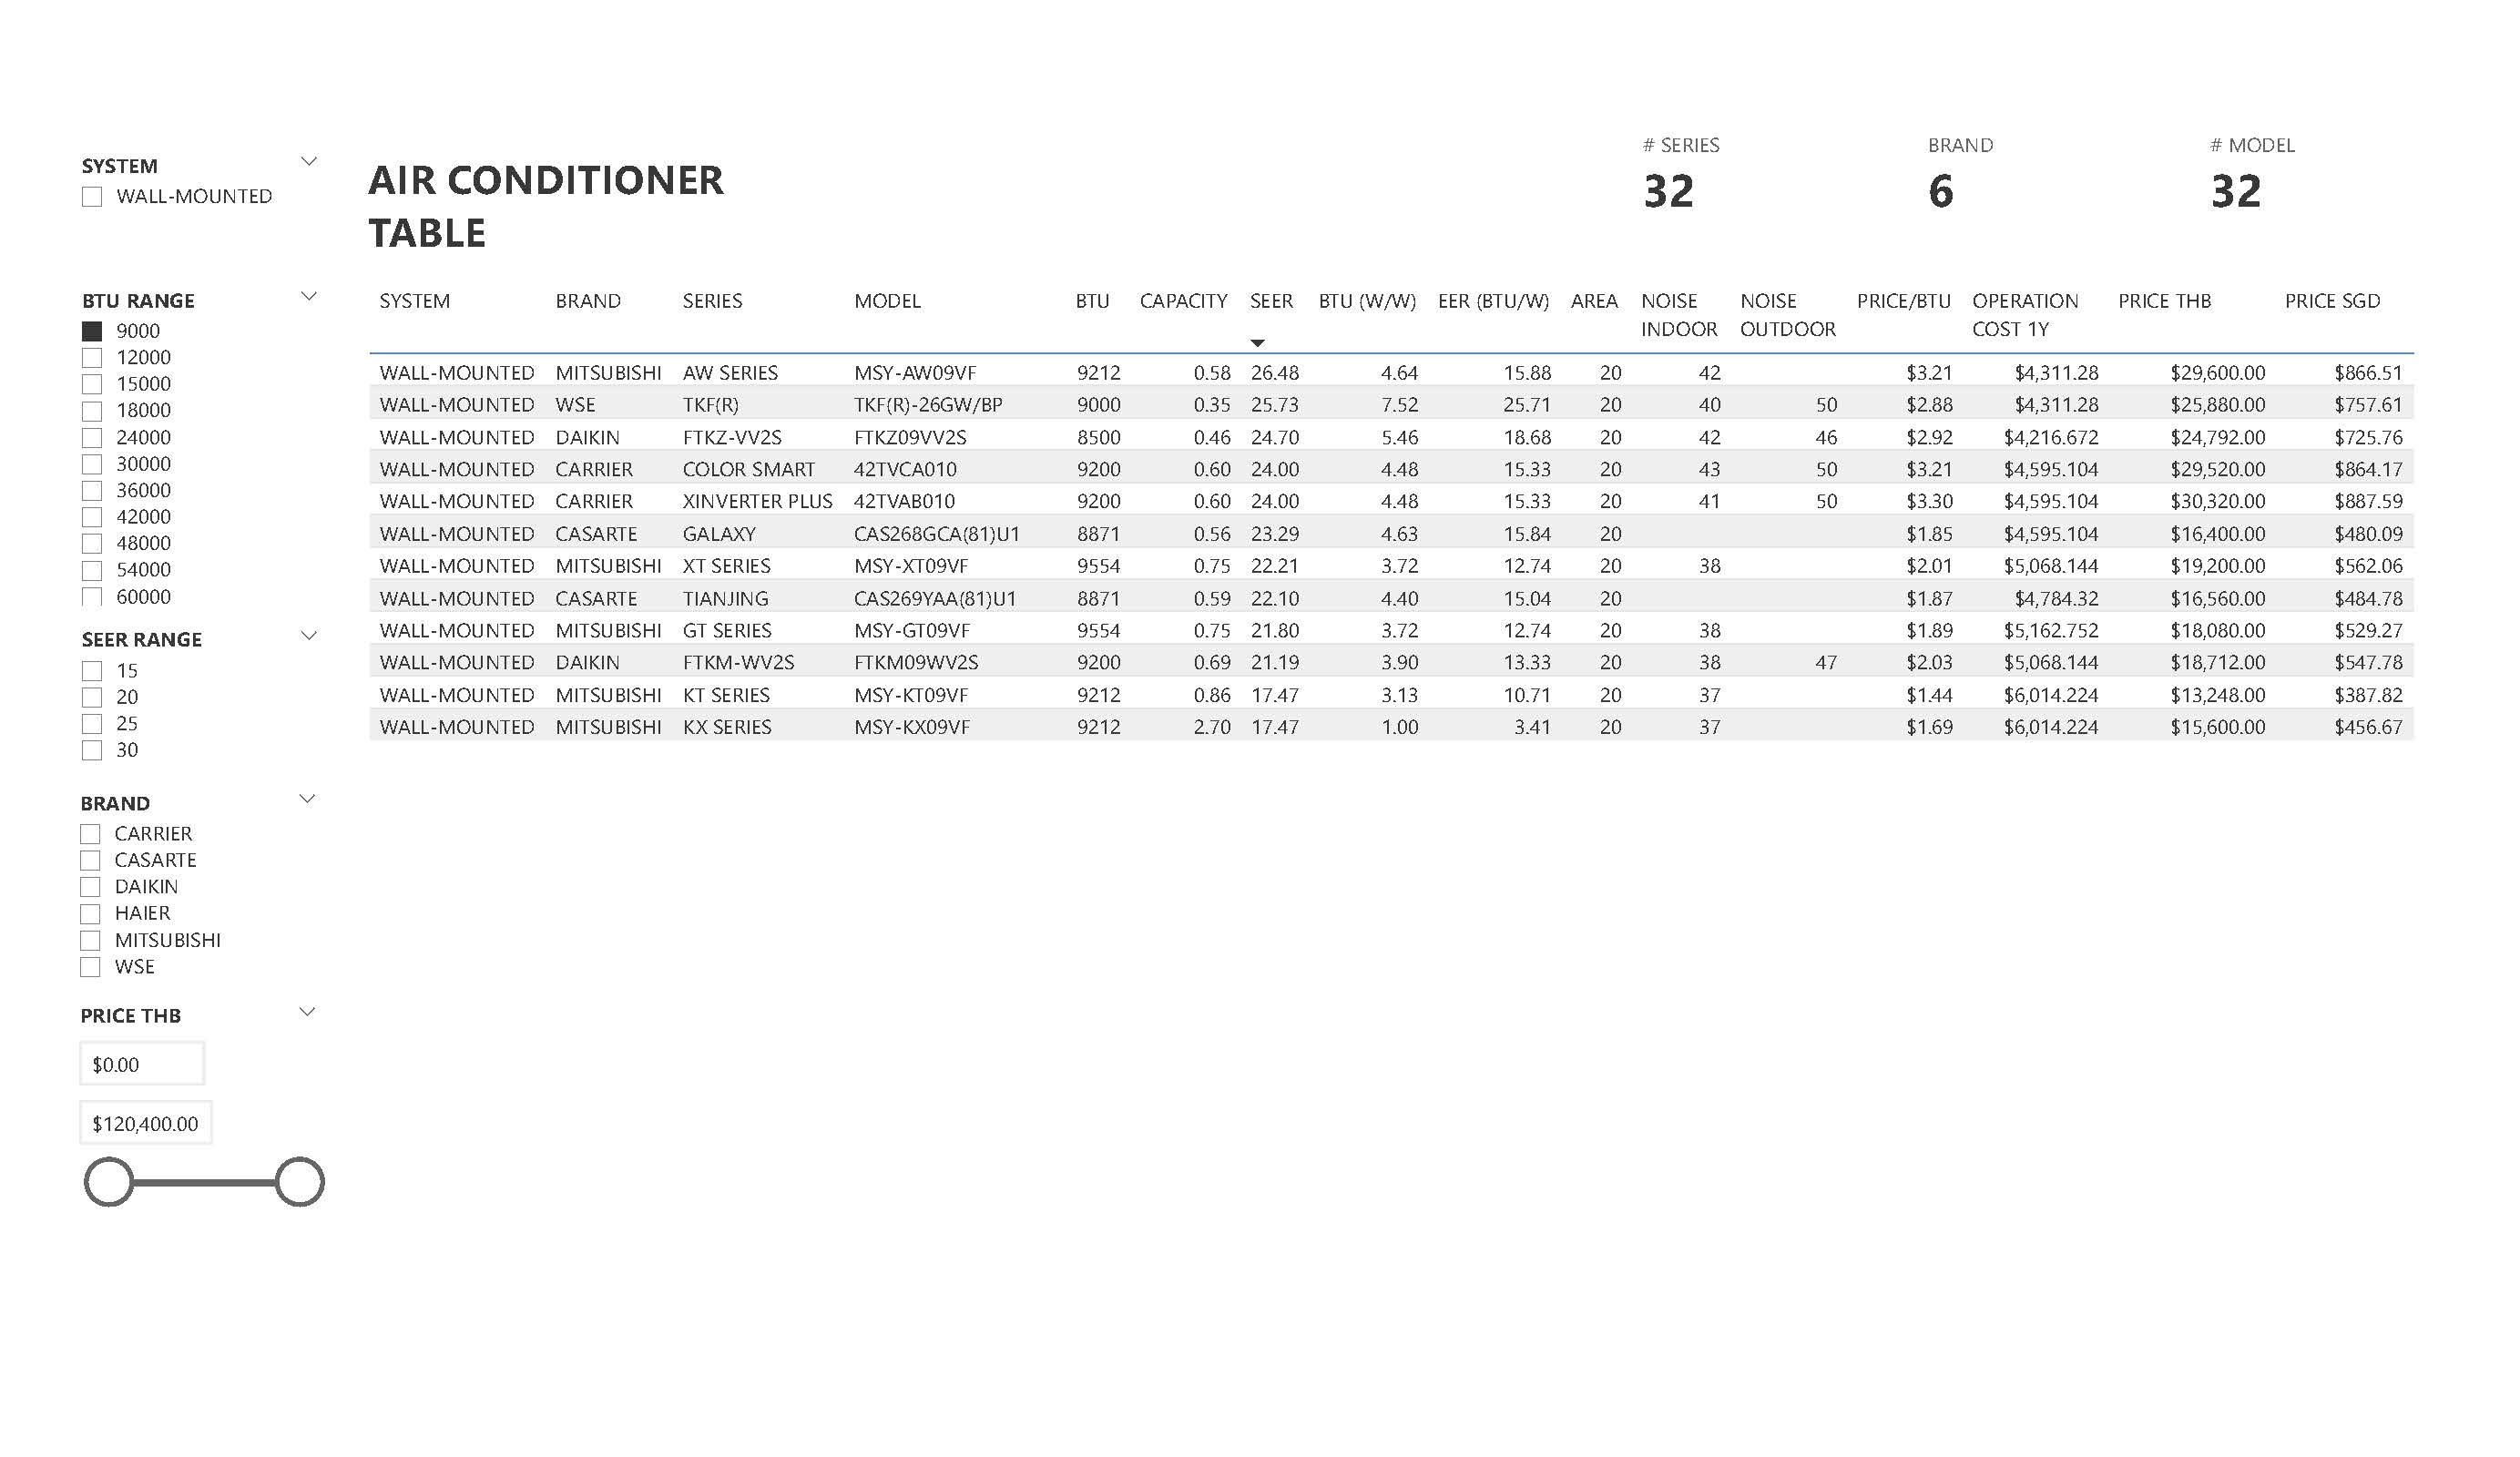 SYSTEM
WALL-MOUNTED
BTU RANGE
9000
12000
15000
18000
24000
30000
36000
42000
48000
54000
60000
SEER RANGE
15
20
25
30
BRAND
CARRIER
CASARTE
DAIKIN
HAIER
MITSUBISHI
WSE
PRICE THB
$0.00
$120,400.00
AIR CONDITIONER
TABLE
# SERIES
32
BRAND
6
# MODEL
32
SYSTEM BRAND SERIES MODEL BTU CAPACITY SEER BTU (W/W) EER (BTU/W) AREA NOISE INDOOR NOISE OUTDOOR PRICE/BTU OPERATION COST 1Y PRICE THB PRICE SGD
WALL-MOUNTED MITSUBISHI AW SERIES MSY-AW09VF 9212 0.58 26.48 4.64 15.88 20 42 $3.21 $4,311.28 $29,600.00 $866.51
WALL-MOUNTED WSE TKF(R) TKF(R)-26GW/BP 9000 0.35 25.73 7.52 25.71 20 40 50 $2.88 $4,311.28 $25,880.00 $757.61
WALL-MOUNTED DAIKIN FTKZ-VV2S FTKZ09VV2S 8500 0.46 24.70 5.46 18.68 20 42 46 $2.92 $4,216.672 $24,792.00 $725.76
WALL-MOUNTED CARRIER COLOR SMART 42TVCA010 9200 0.60 24.00 4.48 15.33 20 43 50 $3.21 $4,595.104 $29,520.00 $864.17
WALL-MOUNTED CARRIER XINVERTER PLUS 42TVAB010 9200 0.60 24.00 4.48 15.33 20 41 50 $3.30 $4,595.104 $30,320.00 $887.59
WALL-MOUNTED CASARTE GALAXY CAS268GCA(81)U1 8871 0.56 23.29 4.63 15.84 20 $1.85 $4,595.104 $16,400.00 $480.09
WALL-MOUNTED MITSUBISHI XT SERIES MSY-XT09VF 9554 0.75 22.21 3.72 12.74 20 38 $2.01 $5,068.144 $19,200.00 $562.06
WALL-MOUNTED CASARTE TIANJING CAS269YAA(81)U1 8871 0.59 22.10 4.40 15.04 20 $1.87 $4,784.32 $16,560.00 $484.78
WALL-MOUNTED MITSUBISHI GT SERIES MSY-GT09VF 9554 0.75 21.80 3.72 12.74 20 38 $1.89 $5,162.752 $18,080.00 $529.27
WALL-MOUNTED DAIKIN FTKM-WV2S FTKM09WV2S 9200 0.69 21.19 3.90 13.33 20 38 47 $2.03 $5,068.144 $18,712.00 $547.78
WALL-MOUNTED MITSUBISHI KT SERIES MSY-KT09VF 9212 0.86 17.47 3.13 10.71 20 37 $1.44 $6,014.224 $13,248.00 $387.82
WALL-MOUNTED MITSUBISHI KX SERIES MSY-KX09VF 9212 2.70 17.47 1.00 3.41 20 37 $1.69 $6,014.224 $15,600.00 $456.67